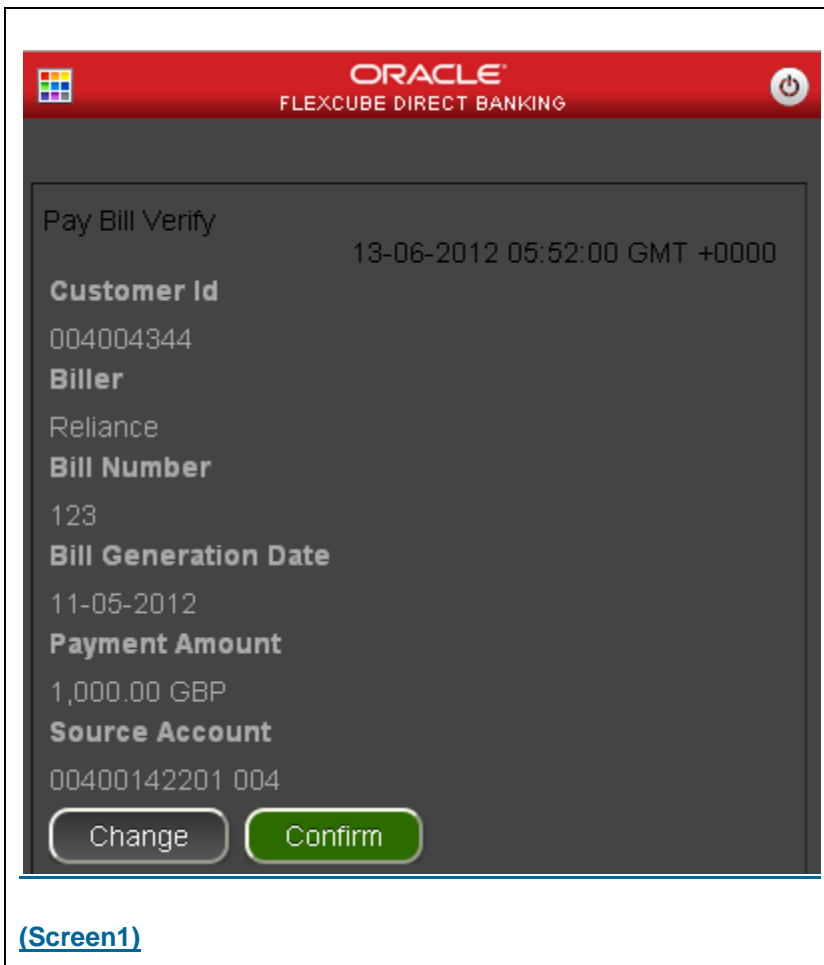 ORACLE
FLEXCUBE DIRECT BANKING
Pay Bill Verify
13-06-2012 05:52:00 GMT +0000
Customer Id
004004344
Biller
Reliance
Bill Number
123
Bill Generation Date
11-05-2012
Payment Amount
1,000.00 GBP
Source Account
00400142201 004
Change Confirm
(Screen1)